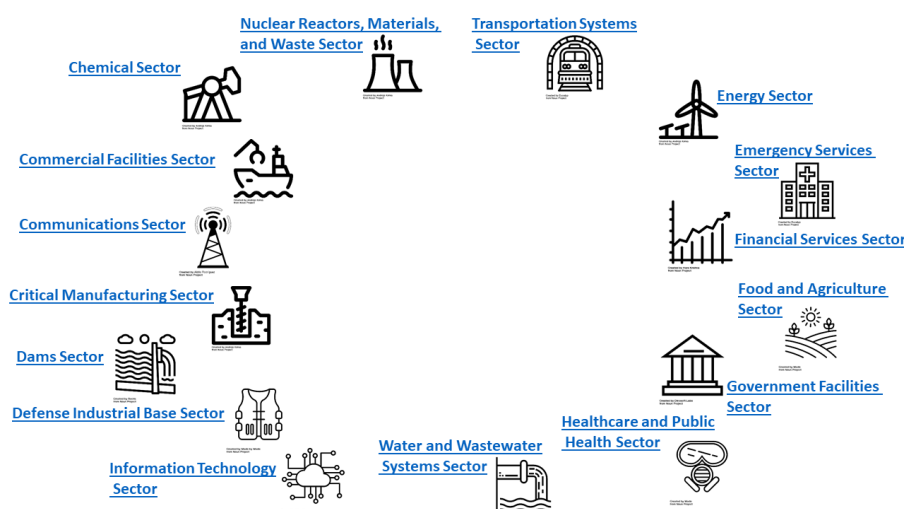 Nuclear Reactors, Materials,
and Waste Sector
Transportation Systems
Sector
Chemical Sector
Energy Sector
Commercial Facilities Sector
Emergency Services
Sector
Communications Sector
Financial Services Sector
Critical Manufacturing Sector
Food and Agriculture
Sector
Dams Sector
Government Facilities
Sector
Defense Industrial Base Sector
Healthcare and Public
Health Sector
Water and Wastewater
Systems Sector
Information Technology
Sector